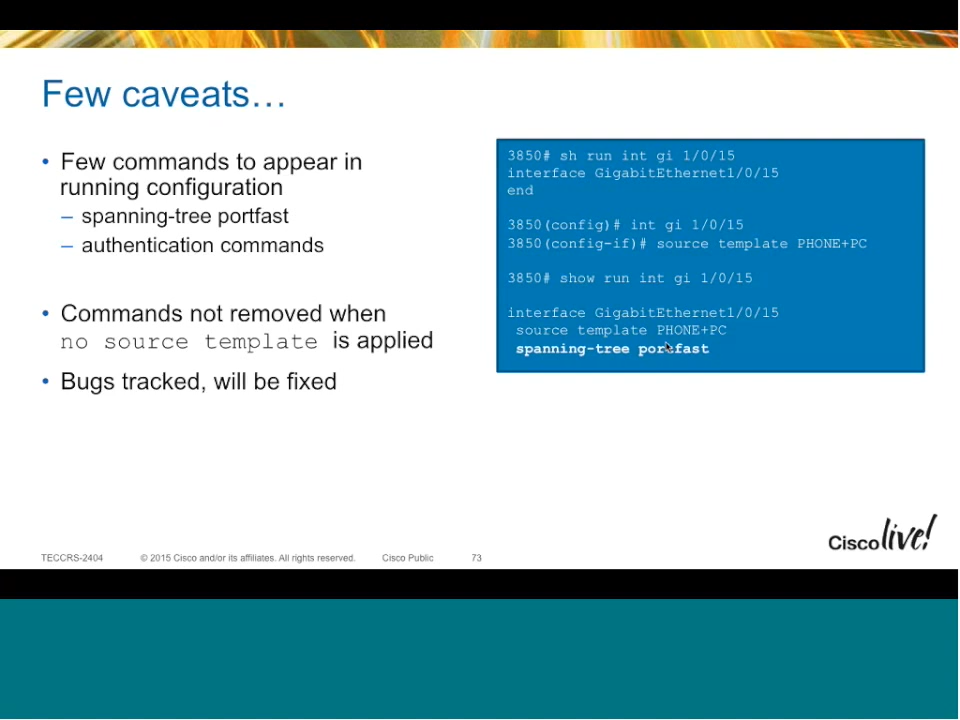 Few caveats…
• Few commands to appear in
running configuration
– spanning-tree portfast
– authentication commands
• Commands not removed when
no source template is applied
• Bugs tracked, will be fixed
3850# sh run int gi 1/0/15
interface GigabitEthernet1/0/15
end
3850(config)# int gi 1/0/15
3850(config-if)# source template PHONE+PC
3850# show run int gi 1/0/15
interface GigabitEthernet1/0/15
source template PHONE+PC
spanning-tree portfast
Cisco live!
TECCRS-2404 © 2015 Cisco and/or its affiliates. All rights reserved. Cisco Public 73